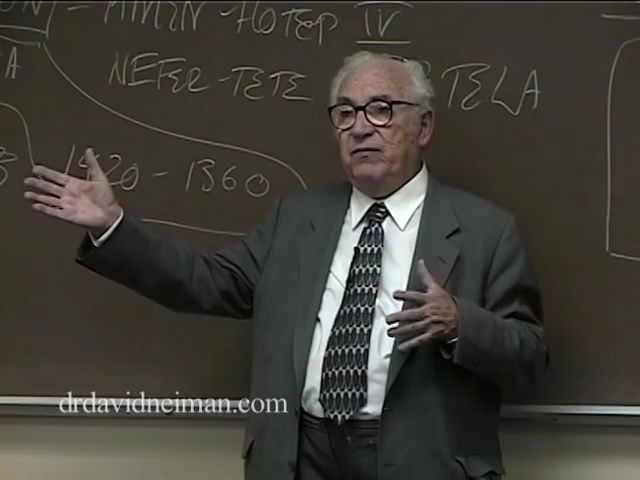 - AMEN-HOTEP IV
NEFER-TETE TELA
1420 - 1360
drdavidneiman.com